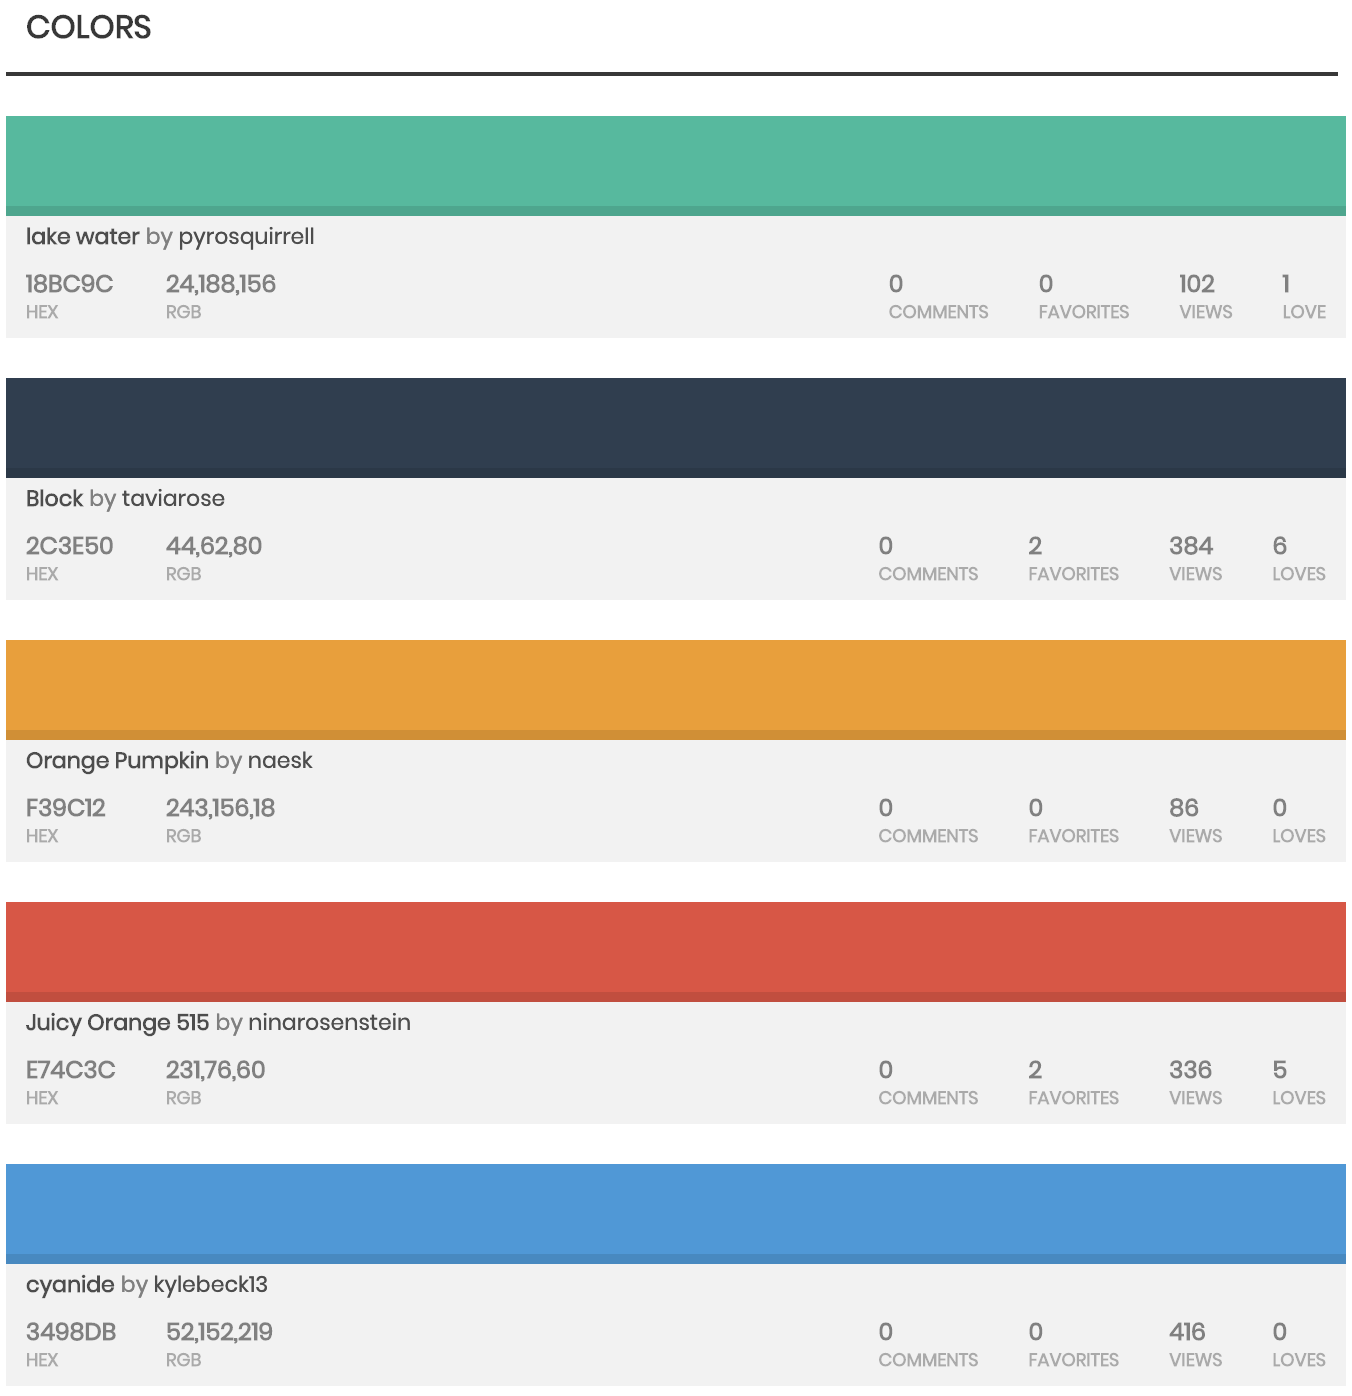 COLORS
lake water by pyrosquirrell
18BC9C 24,188,156 0 0 102 1
HEX RGB COMMENTS FAVORITES VIEWS LOVE
Block by taviarose
2C3E50 44,62,80 0 2 384 6
HEX RGB COMMENTS FAVORITES VIEWS LOVES
Orange Pumpkin by naesk
F39C12 243,156,18 0 0 86 0
HEX RGB COMMENTS FAVORITES VIEWS LOVES
Juicy Orange 515 by ninarosenstein
E74C3C 231,76,60 0 2 336 5
HEX RGB COMMENTS FAVORITES VIEWS LOVES
cyanide by kylebeck13
3498DB 52,152,219 0 0 416 0
HEX RGB COMMENTS FAVORITES VIEWS LOVES